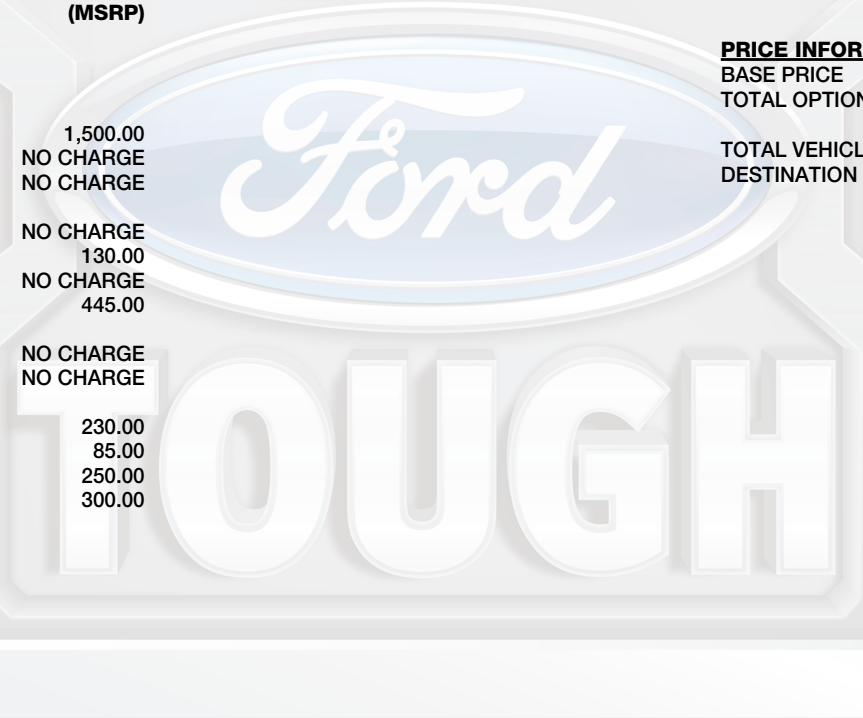 (MSRP)
1,500.00
NO CHARGE
NO CHARGE
NO CHARGE
130.00
NO CHARGE
445.00
NO CHARGE
NO CHARGE
230.00
85.00
250.00
300.00
PRICE INFOR
BASE PRICE
TOTAL OPTION
TOTAL VEHICL
DESTINATION
Ford
TOUGH